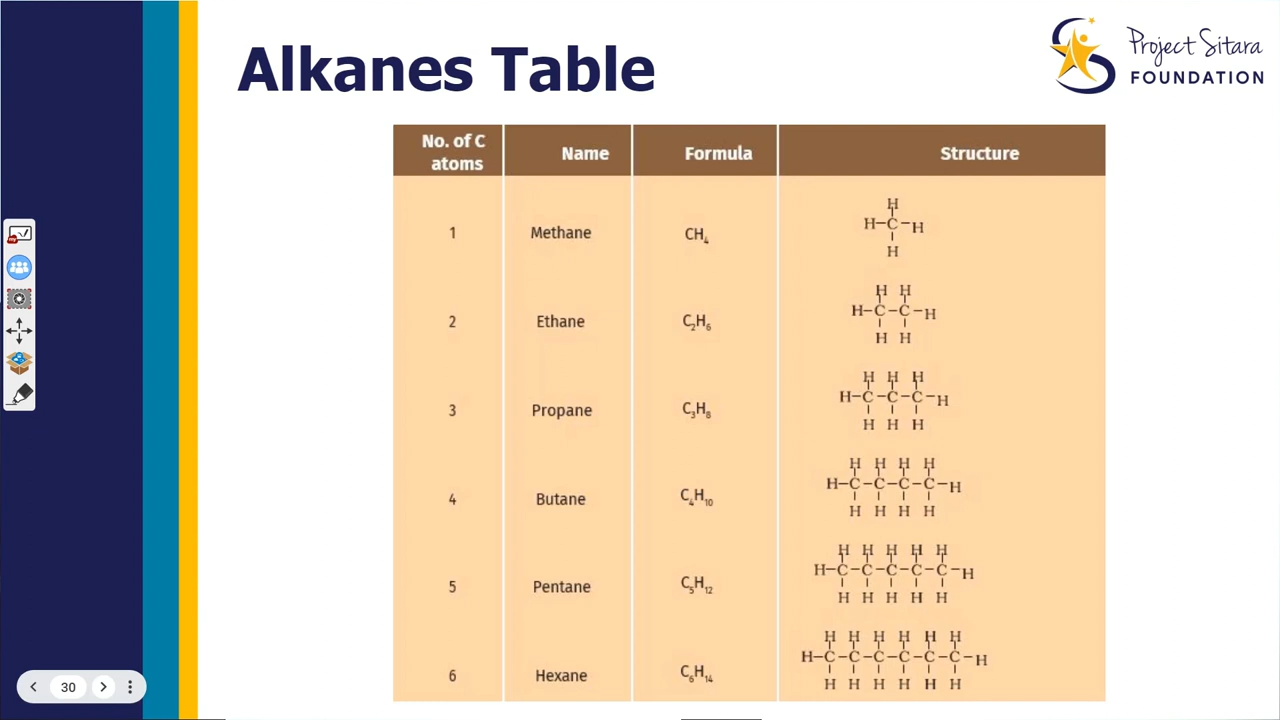 Alkanes Table
Project Sitara
FOUNDATION
No. of C atoms Name Formula Structure
1 Methane CH₄
H
H–C–H
H
2 Ethane C₂H₆
H H
H–C–C–H
H H
3 Propane C₃H₈
H H H
H–C–C–C–H
H H H
4 Butane C₄H₁₀
H H H H
H–C–C–C–C–H
H H H H
5 Pentane C₅H₁₂
H H H H H
H–C–C–C–C–C–H
H H H H H
6 Hexane C₆H₁₄
H H H H H H
H–C–C–C–C–C–C–H
H H H H H H
30